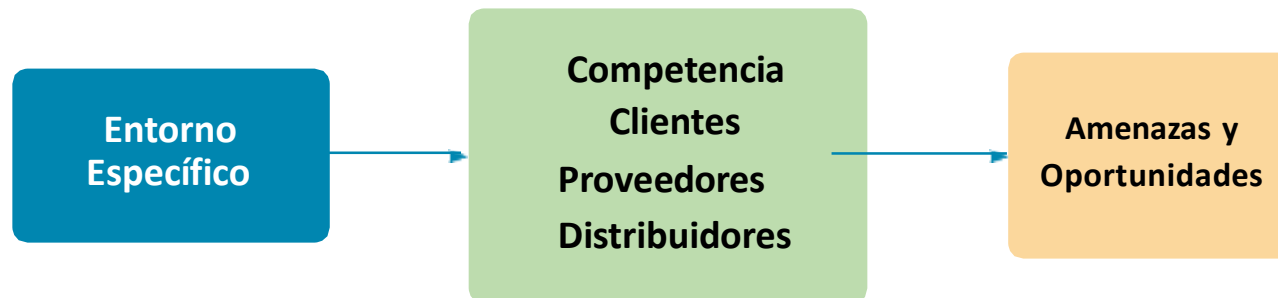 Entorno
Específico
Competencia
Clientes
Proveedores
Distribuidores
Amenazas y
Oportunidades